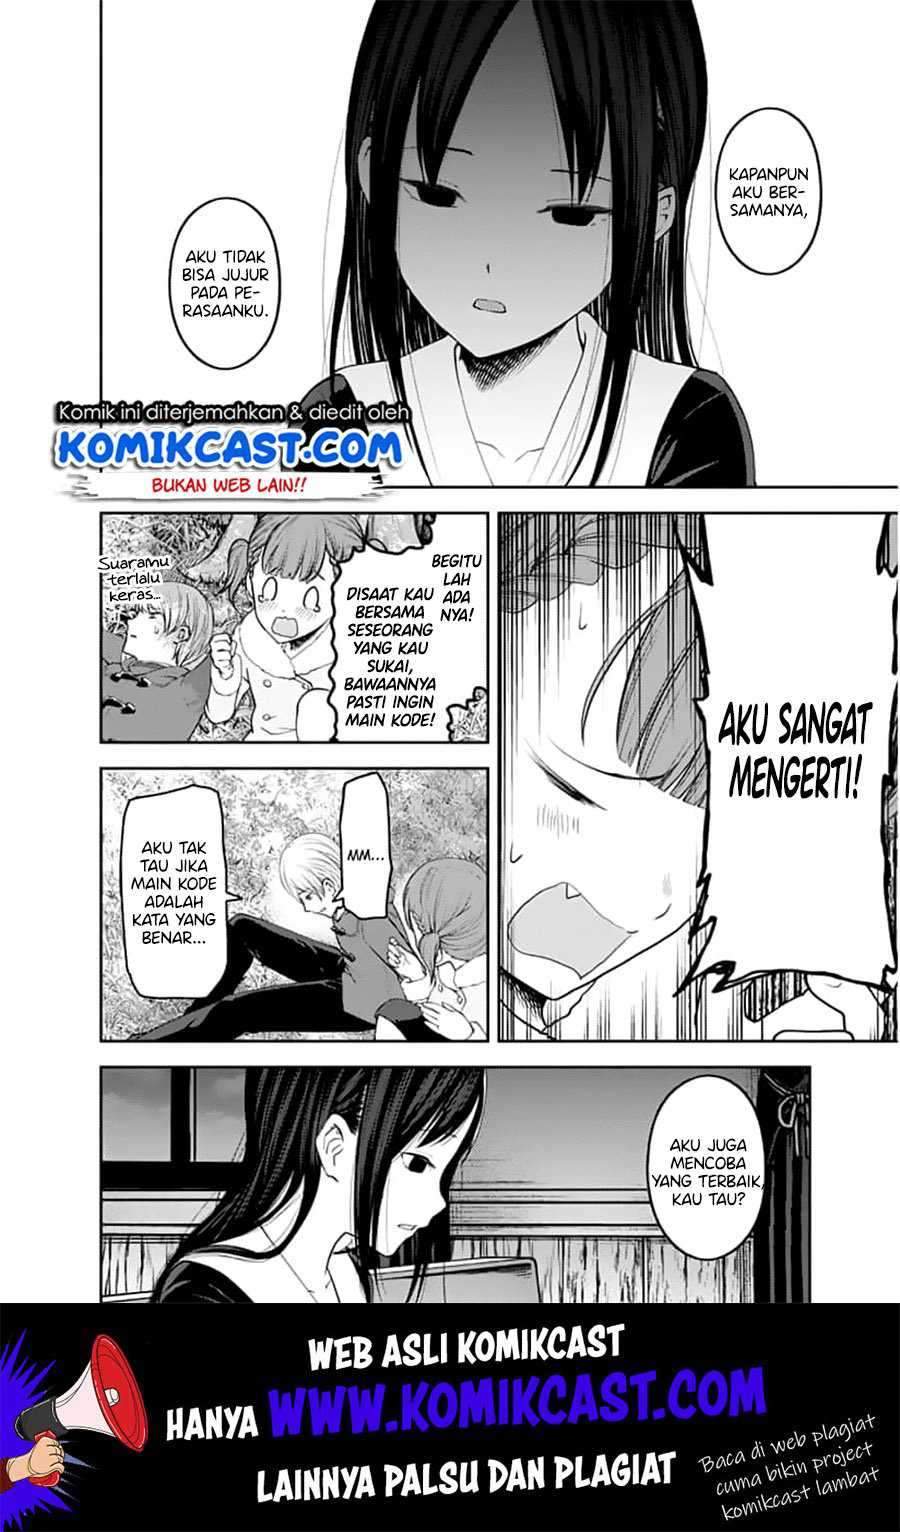 KAPANPUN
AKU BER-
SAMANYA,
AKU TIDAK
BISA JUJUR
PADA PE-
RASAANKU.
Komik ini diterjemahkan & diedit oleh
KOMIKCAST.COM
BUKAN WEB LAIN!!
AKU SANGAT
MENGERTI!
BEGITU
LAH
ADA
NYA!
DISAAT KAU
BERSAMA
SESEORANG
YANG KAU
SUKAI,
BAWAANNYA
PASTI INGIN
MAIN KODE!
Suaramu
terlalu
keras...
MM...
AKU TAK
TAU JIKA
MAIN KODE
ADALAH
KATA YANG
BENAR...
AKU JUGA
MENCOBA
YANG TERBAIK,
KAU TAU?
WEB ASLI KOMIKCAST
HANYA WWW.KOMIKCAST.COM
LAINNYA PALSU DAN PLAGIAT
Baca di web plagiat
cuma bikin project
komikcast lambat